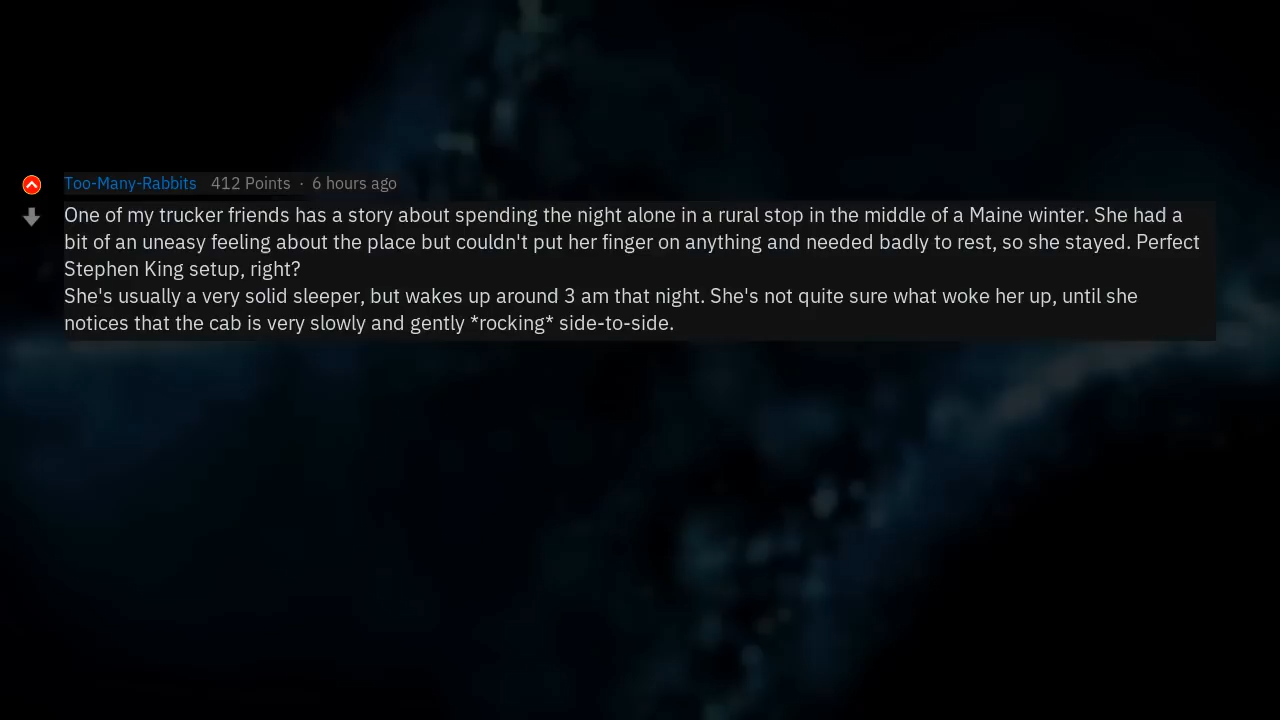 Too-Many-Rabbits 412 Points · 6 hours ago
One of my trucker friends has a story about spending the night alone in a rural stop in the middle of a Maine winter. She had a
bit of an uneasy feeling about the place but couldn't put her finger on anything and needed badly to rest, so she stayed. Perfect
Stephen King setup, right?
She's usually a very solid sleeper, but wakes up around 3 am that night. She's not quite sure what woke her up, until she
notices that the cab is very slowly and gently *rocking* side-to-side.